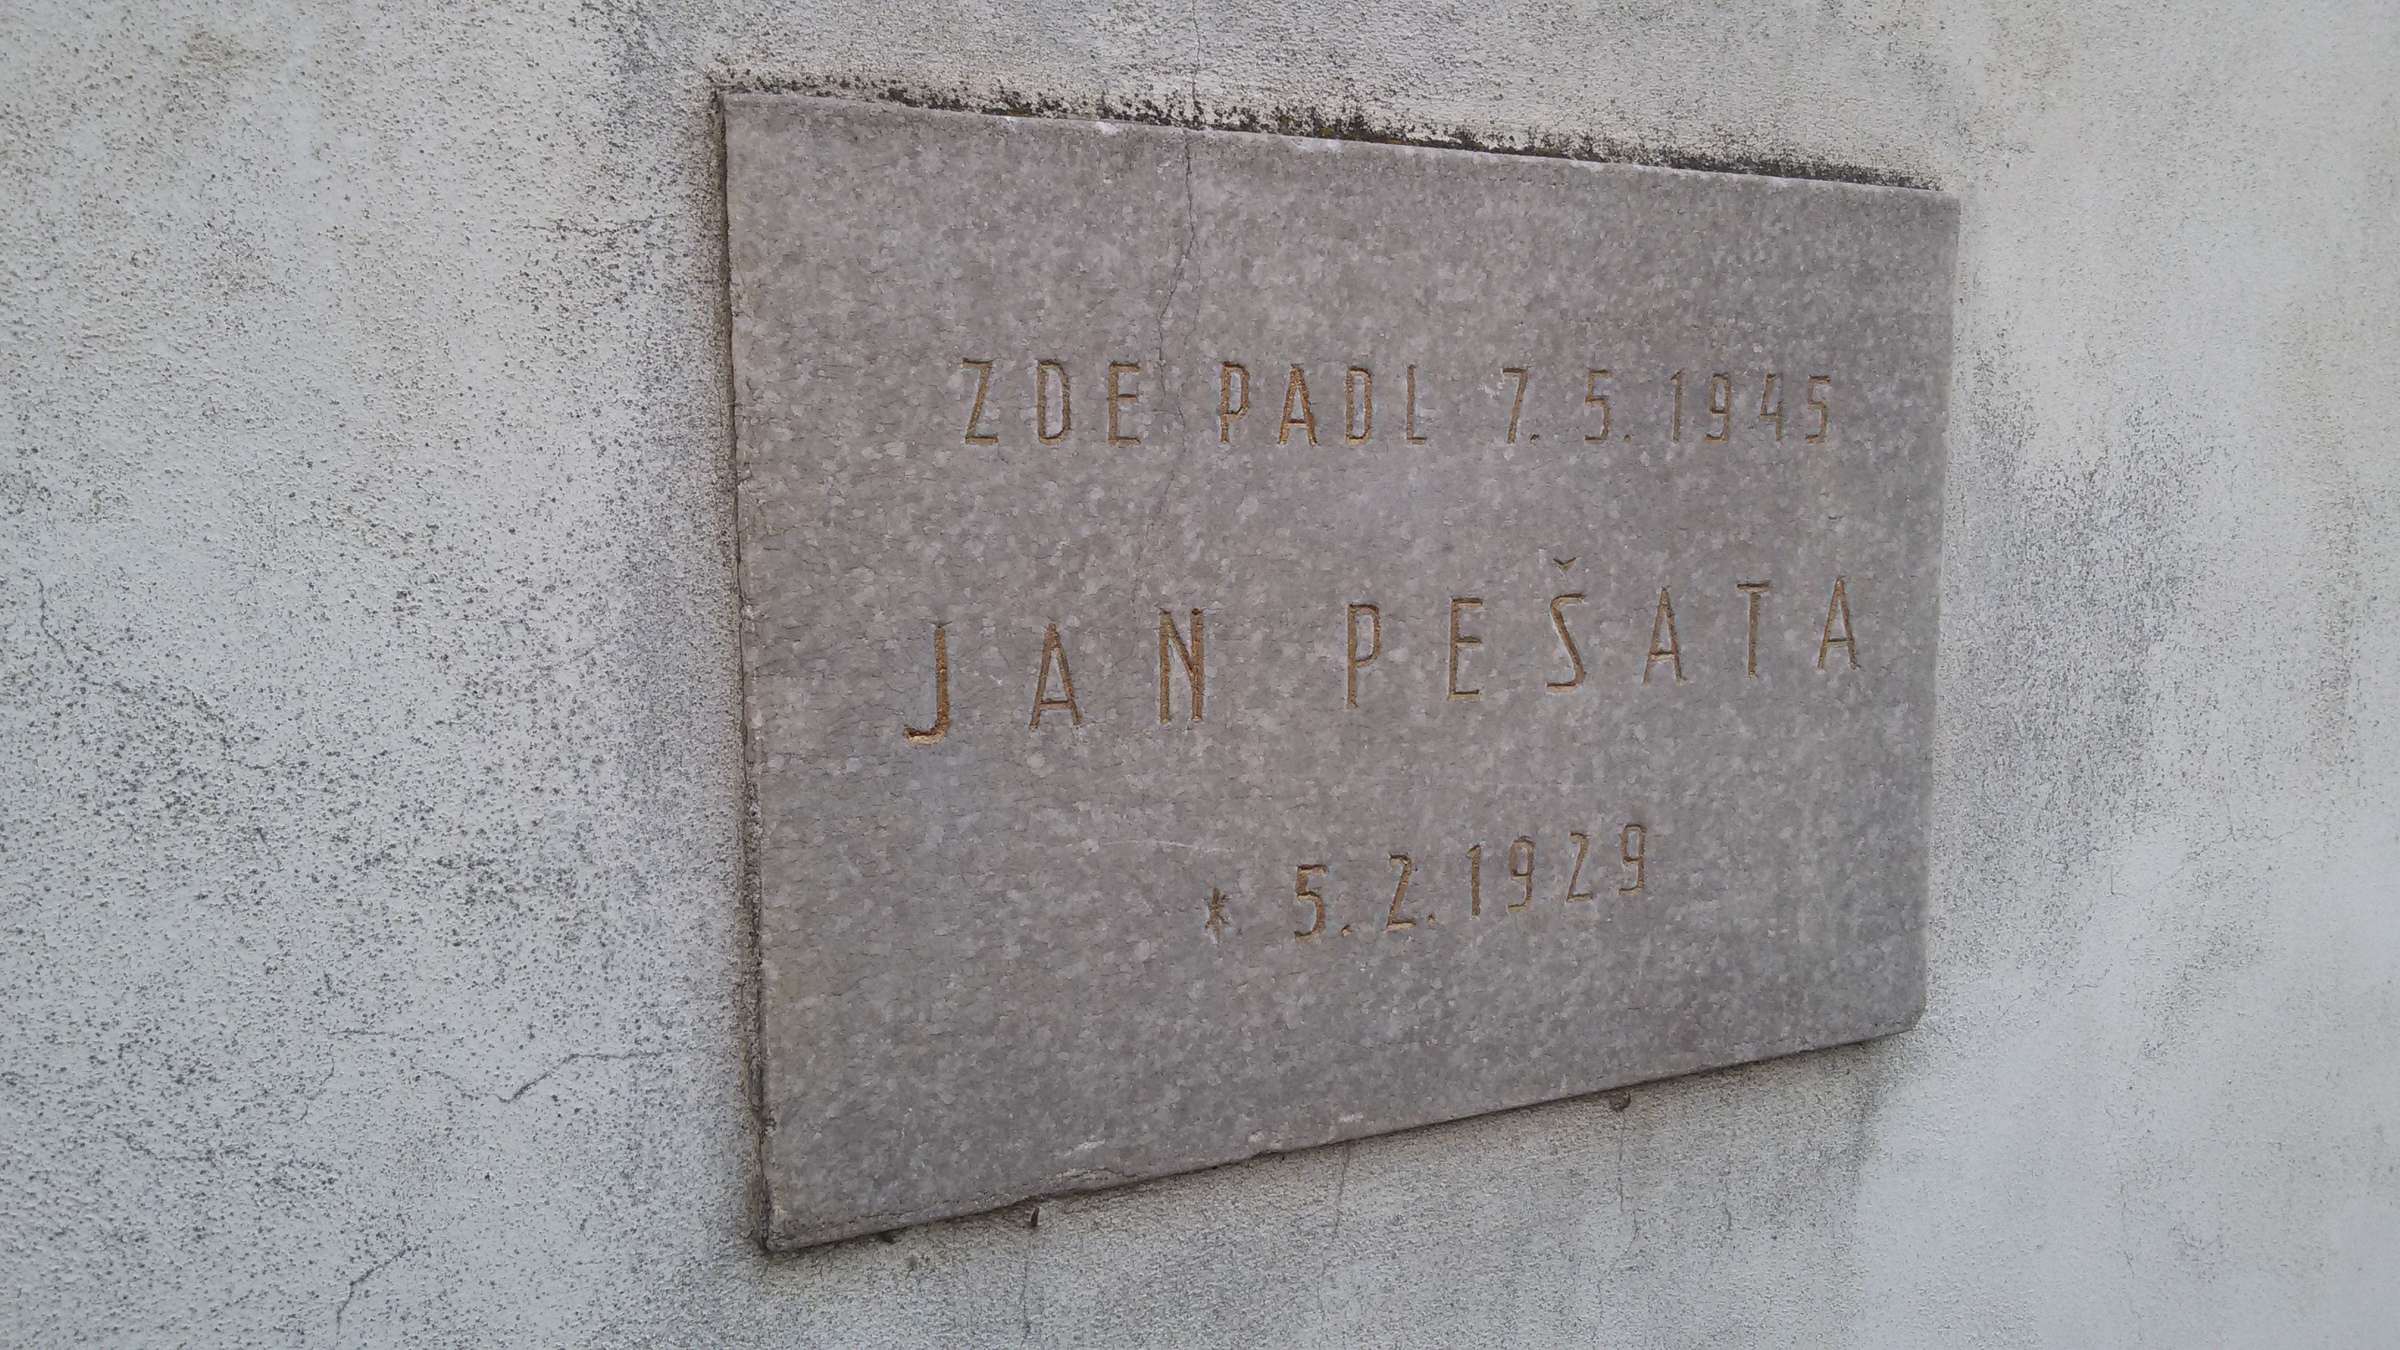 ZDE PADL 7. 5. 1945
JAN PEŠATA
* 5. 2. 1929